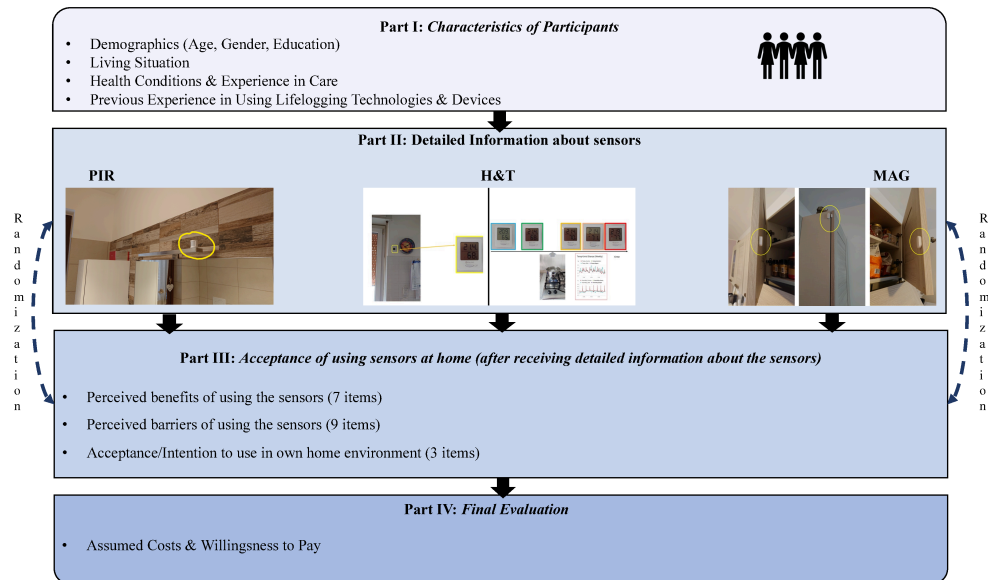 Part I: Characteristics of Participants
• Demographics (Age, Gender, Education)
• Living Situation
• Health Conditions & Experience in Care
• Previous Experience in Using Lifelogging Technologies & Devices
Part II: Detailed Information about sensors
PIR
H&T
MAG
Randomization
Randomization
Part III: Acceptance of using sensors at home (after receiving detailed information about the sensors)
• Perceived benefits of using the sensors (7 items)
• Perceived barriers of using the sensors (9 items)
• Acceptance/Intention to use in own home environment (3 items)
Part IV: Final Evaluation
• Assumed Costs & Willingsness to Pay